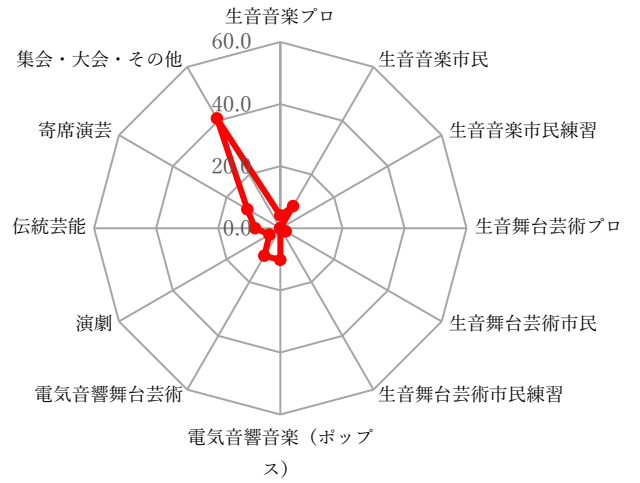 生音音楽プロ
60.0
集会・大会・その他
生音音楽市民
40.0
寄席演芸
生音音楽市民練習
20.0
伝統芸能
0.0
生音舞台芸術プロ
演劇
生音舞台芸術市民
電気音響舞台芸術
生音舞台芸術市民練習
電気音響音楽（ポップ
ス）